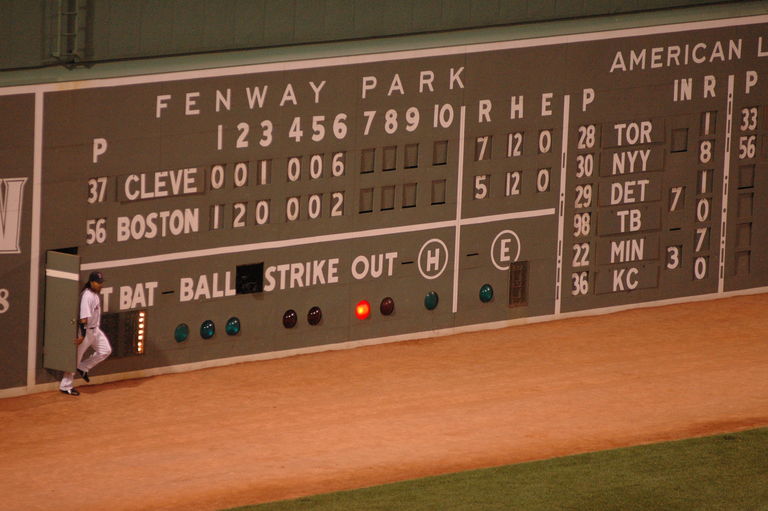 FENWAY PARK
AMERICAN L
P 1 2 3 4 5 6 7 8 9 10 R H E
37 CLEVE 0 0 1 0 0 6 7 12 0
56 BOSTON 1 2 0 0 0 2 5 12 0
P IN R P
28 TOR 1 33
30 NYY 8 56
29 DET 7 1
98 TB 0
22 MIN 3 7
36 KC 0
T BAT - BALL STRIKE OUT - H - E
8